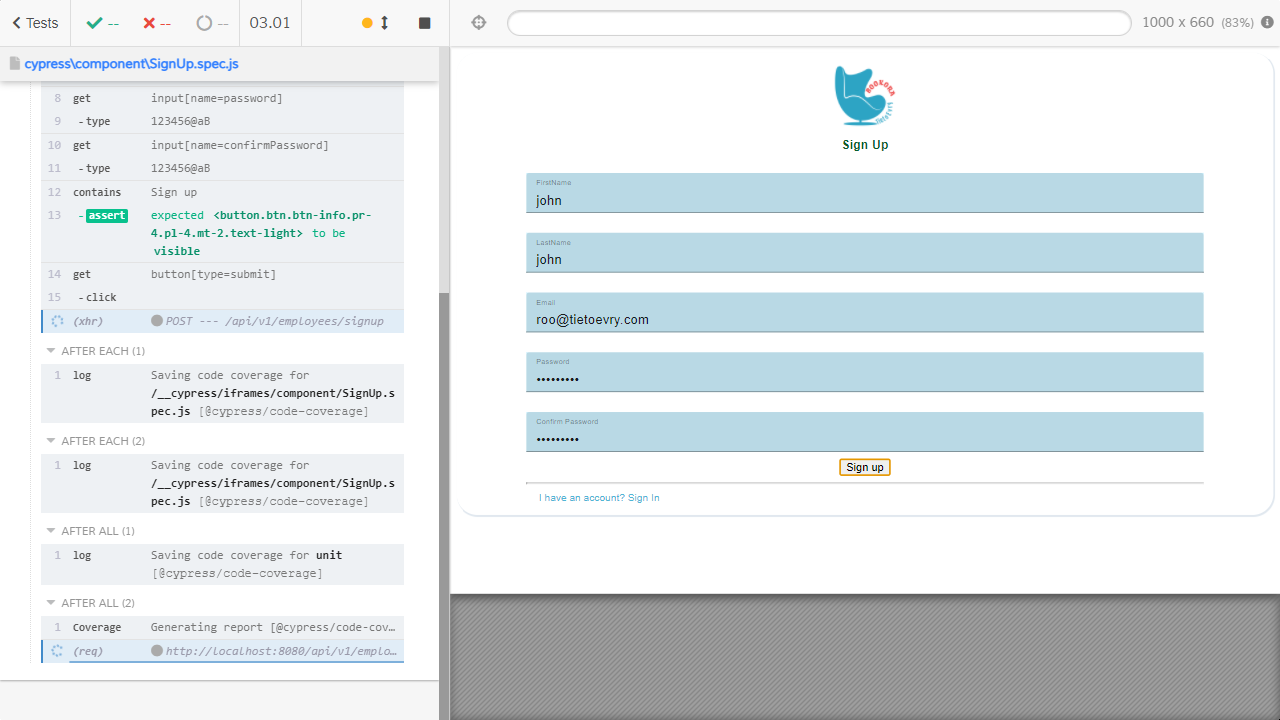 Tests
--
--
--
03.01
1000 x 660 (83%)
cypress\component\SignUp.spec.js
8 get input[name=password]
9 -type 123456@aB
10 get input[name=confirmPassword]
11 -type 123456@aB
12 contains Sign up
13 -assert expected <button.btn.btn-info.pr-
4.pl-4.mt-2.text-light> to be
visible
14 get button[type=submit]
15 -click
(xhr) POST --- /api/v1/employees/signup
AFTER EACH (1)
1 log Saving code coverage for
/__cypress/iframes/component/SignUp.s
pec.js [@cypress/code-coverage]
AFTER EACH (2)
1 log Saving code coverage for
/__cypress/iframes/component/SignUp.s
pec.js [@cypress/code-coverage]
AFTER ALL (1)
1 log Saving code coverage for unit
[@cypress/code-coverage]
AFTER ALL (2)
1 Coverage Generating report [@cypress/code-cov…
(req) http://localhost:8080/api/v1/emplo…
Sign Up
FirstName
john
LastName
john
Email
roo@tietoevry.com
Password
•••••••••
Confirm Password
•••••••••
Sign up
I have an account? Sign In